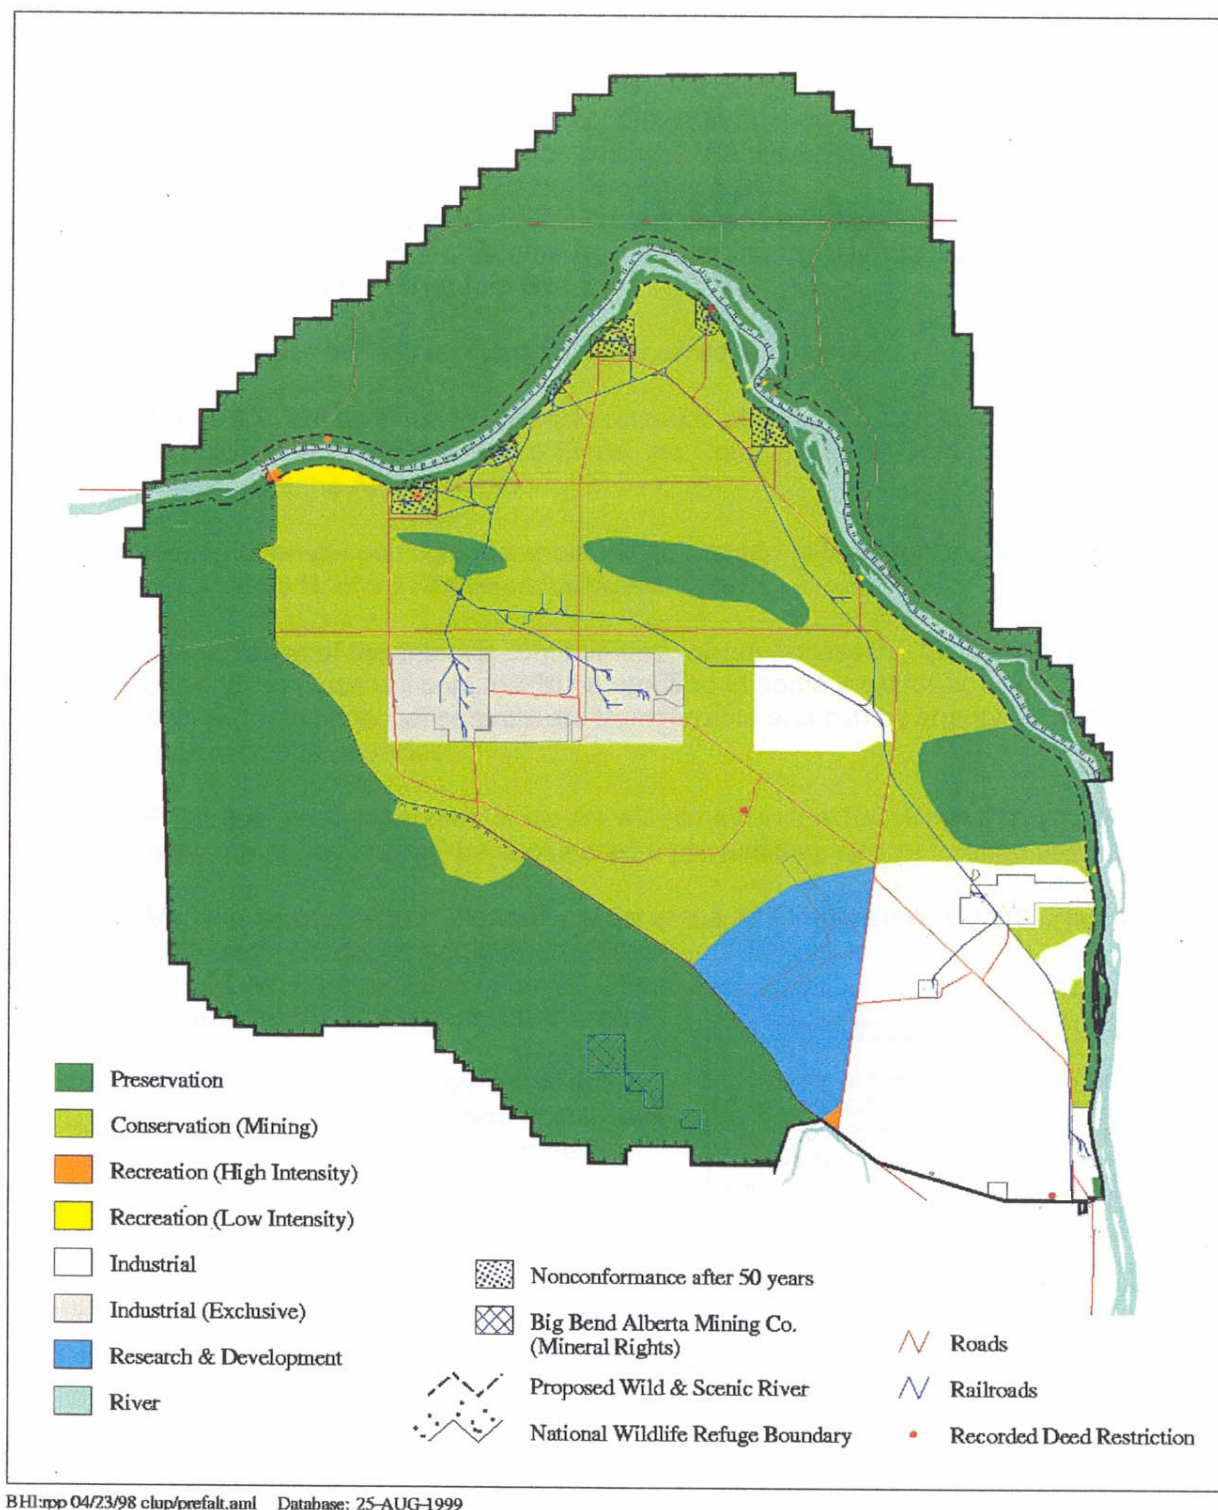 Preservation
Conservation (Mining)
Recreation (High Intensity)
Recreation (Low Intensity)
Industrial
Industrial (Exclusive)
Research & Development
River
Nonconformance after 50 years
Big Bend Alberta Mining Co.
(Mineral Rights)
Proposed Wild & Scenic River
National Wildlife Refuge Boundary
Roads
Railroads
Recorded Deed Restriction
BHI:rpp 04/23/98 clup/prefalt.aml Database: 25-AUG-1999